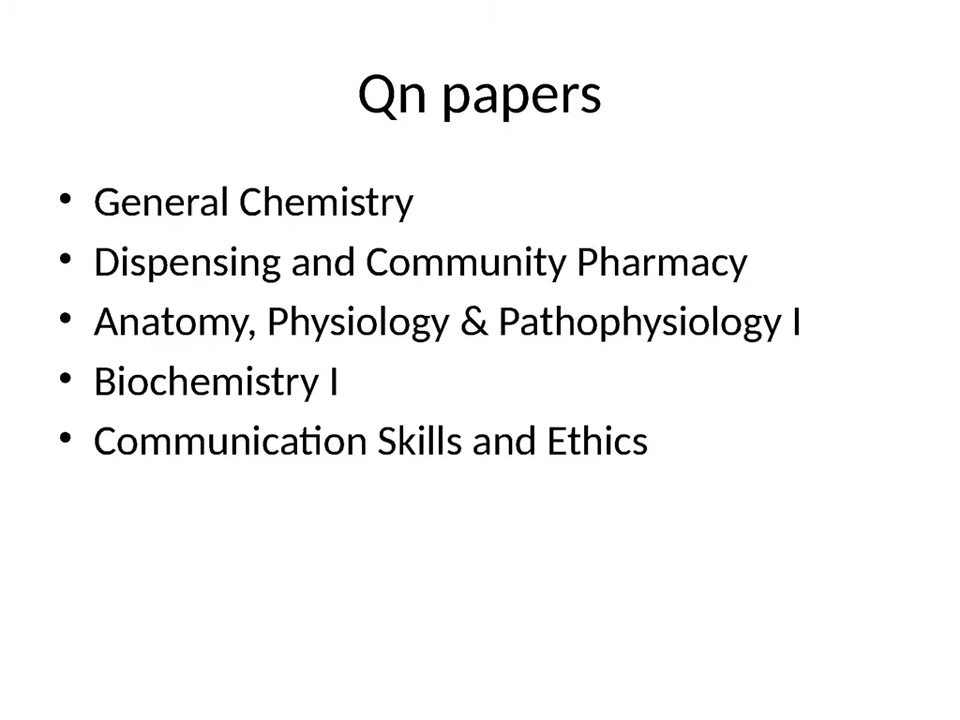 Qn papers
• General Chemistry
• Dispensing and Community Pharmacy
• Anatomy, Physiology & Pathophysiology I
• Biochemistry I
• Communication Skills and Ethics